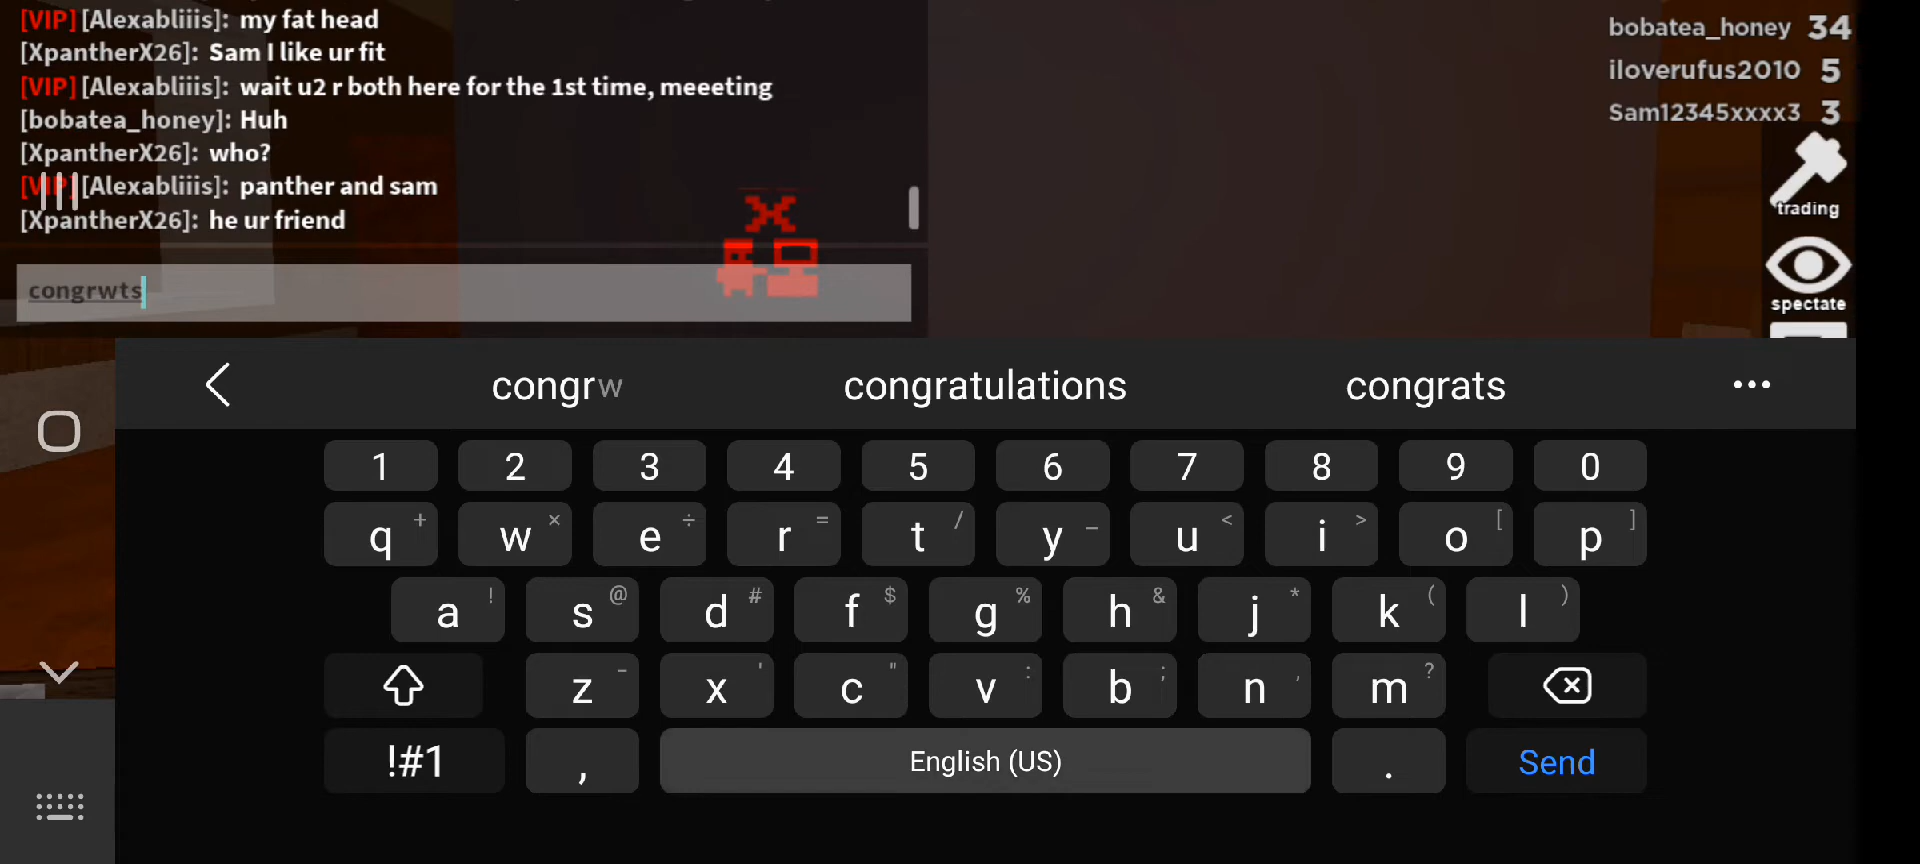 [VIP] [Alexabliiis]: my fat head
[XpantherX26]: Sam I like ur fit
[VIP] [Alexabliiis]: wait u2 r both here for the 1st time, meeeting
[bobatea_honey]: Huh
[XpantherX26]: who?
[VIP] [Alexabliiis]: panther and sam
[XpantherX26]: he ur friend
congrwts
bobatea_honey 34
iloverufus2010 5
Sam12345xxxx3 3
trading
spectate
congrw congratulations congrats
1 2 3 4 5 6 7 8 9 0
q + w × e ÷ r = t / y _ u < i > o [ p ]
a ! s @ d # f $ g % h & j * k ( l )
z - x ' c " v : b ; n , m ?
!#1 , English (US) . Send